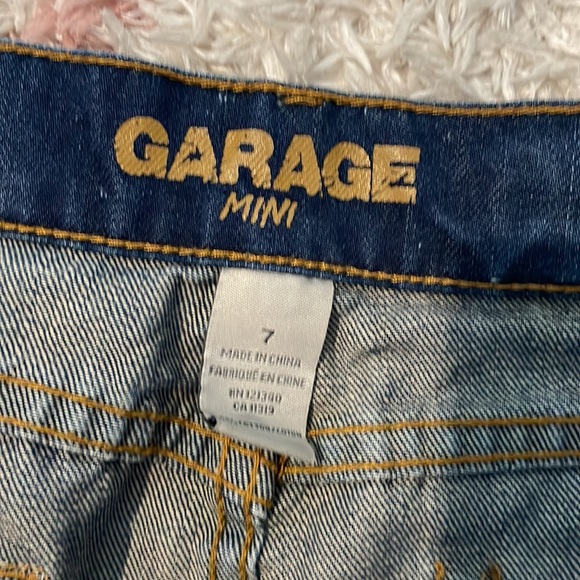 GARAGE
MINI
7
MADE IN CHINA
FABRIQUÉ EN CHINE
RN 121340
CA 11319